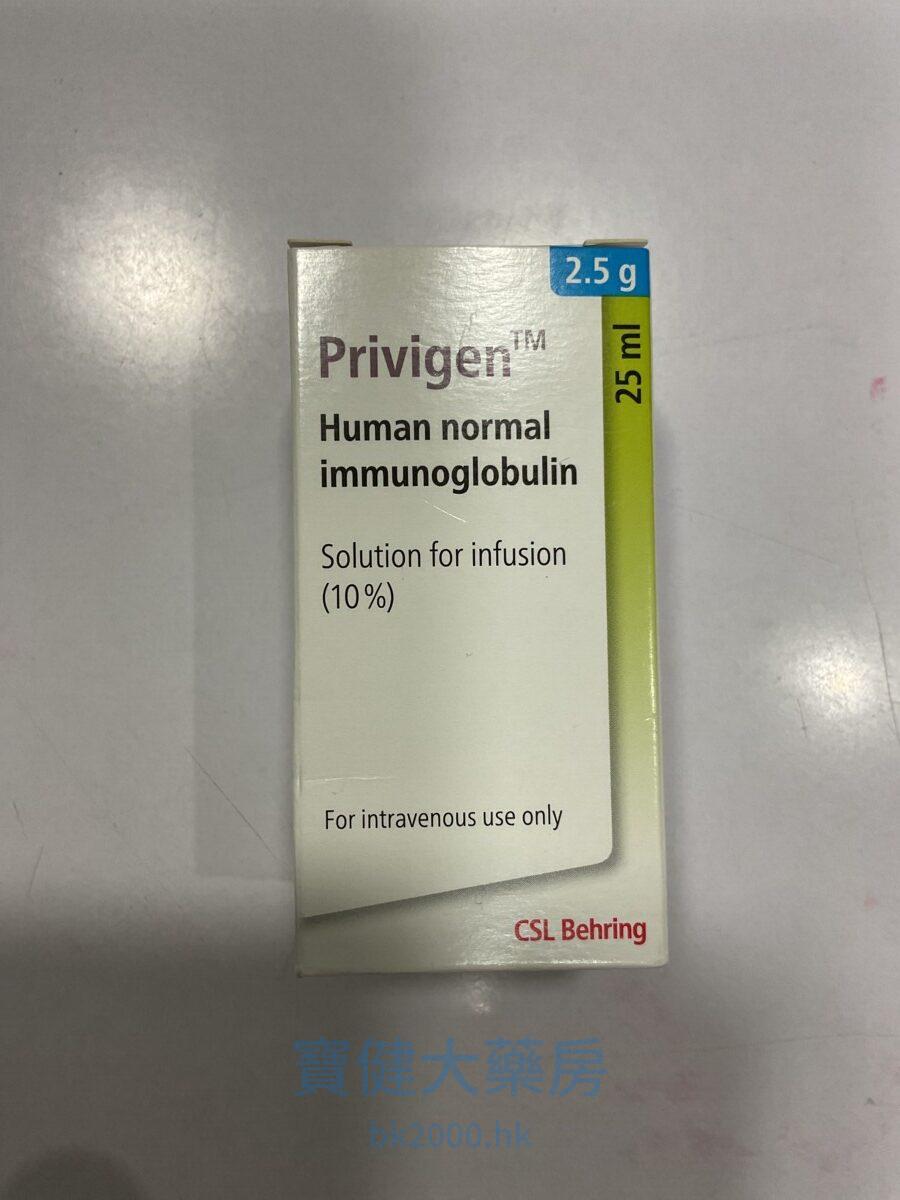 2.5 g
25 ml
Privigen™
Human normal
immunoglobulin
Solution for infusion
(10 %)
For intravenous use only
CSL Behring
寶健大藥房
bk2000.hk